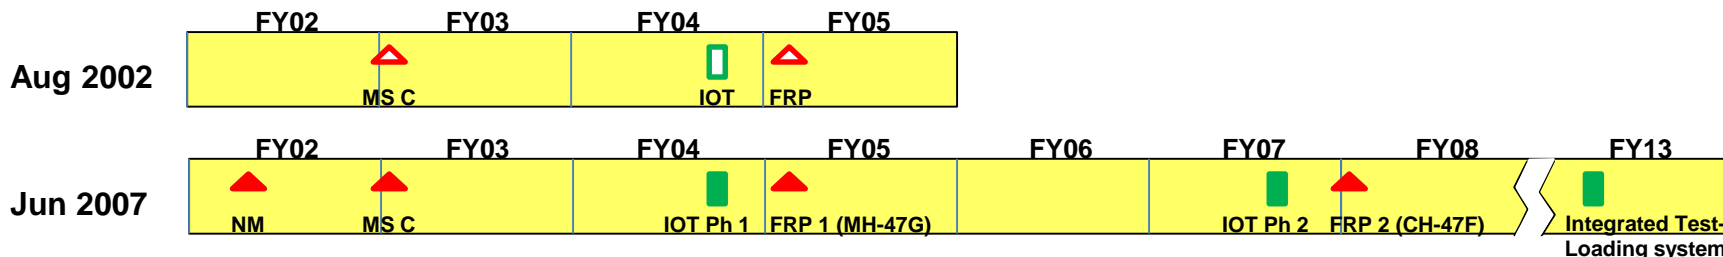 FY02 FY03 FY04 FY05
Aug 2002
MS C IOT FRP
FY02 FY03 FY04 FY05 FY06 FY07 FY08 FY13
Jun 2007
NM MS C IOT Ph 1 FRP 1 (MH-47G) IOT Ph 2 FRP 2 (CH-47F) Integrated Test-
Loading system